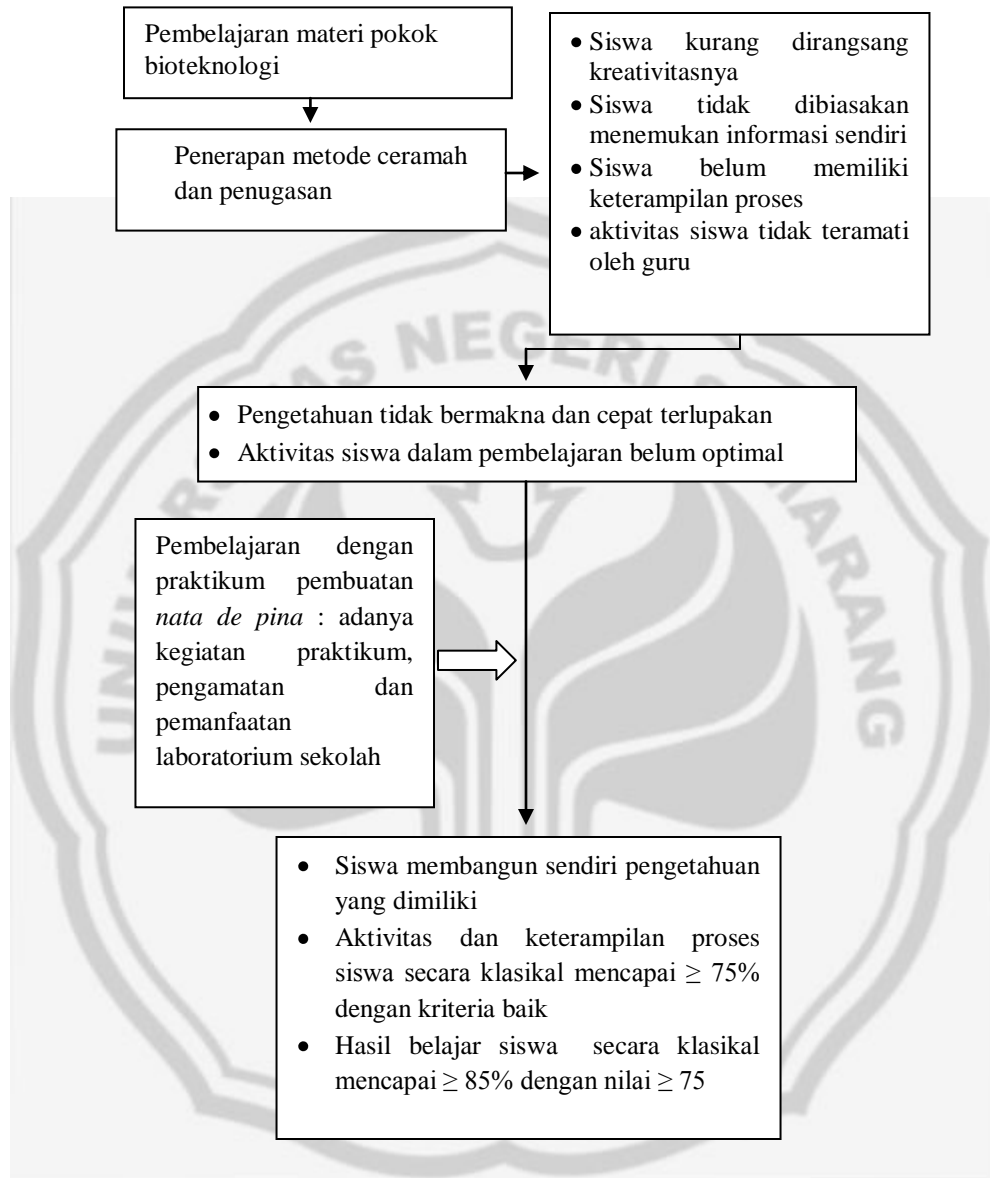 Pembelajaran materi pokok
bioteknologi
Penerapan metode ceramah
dan penugasan
• Siswa kurang dirangsang
kreativitasnya
• Siswa tidak dibiasakan
menemukan informasi sendiri
• Siswa belum memiliki
keterampilan proses
• aktivitas siswa tidak teramati
oleh guru
• Pengetahuan tidak bermakna dan cepat terlupakan
• Aktivitas siswa dalam pembelajaran belum optimal
Pembelajaran dengan
praktikum pembuatan
nata de pina : adanya
kegiatan praktikum,
pengamatan dan
pemanfaatan
laboratorium sekolah
• Siswa membangun sendiri pengetahuan
yang dimiliki
• Aktivitas dan keterampilan proses
siswa secara klasikal mencapai ≥ 75%
dengan kriteria baik
• Hasil belajar siswa secara klasikal
mencapai ≥ 85% dengan nilai ≥ 75